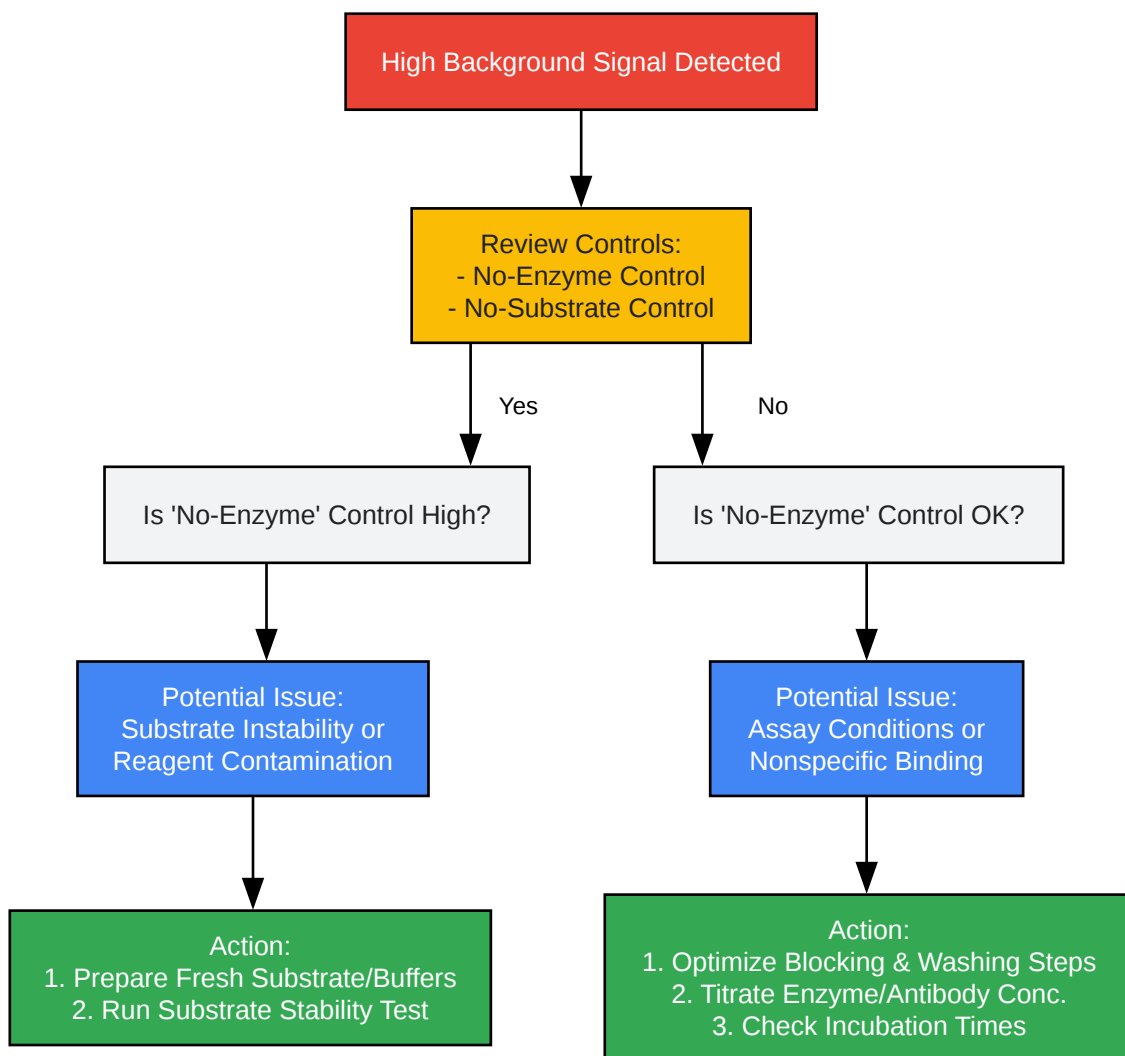 High Background Signal Detected
Review Controls:
- No-Enzyme Control
- No-Substrate Control
Yes
No
Is 'No-Enzyme' Control High?
Is 'No-Enzyme' Control OK?
Potential Issue:
Substrate Instability or
Reagent Contamination
Potential Issue:
Assay Conditions or
Nonspecific Binding
Action:
1. Prepare Fresh Substrate/Buffers
2. Run Substrate Stability Test
Action:
1. Optimize Blocking & Washing Steps
2. Titrate Enzyme/Antibody Conc.
3. Check Incubation Times